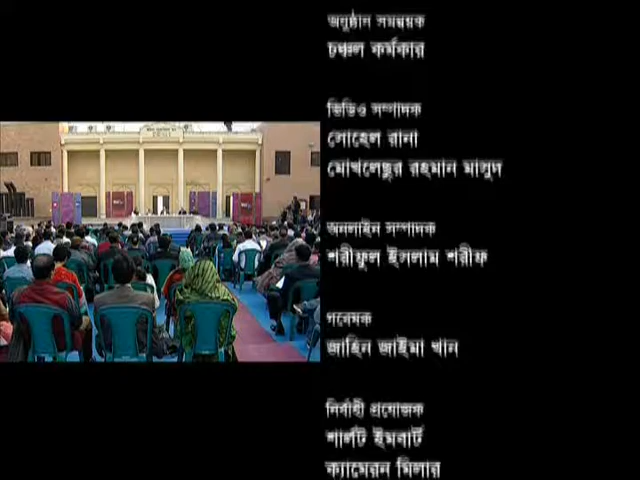 অনুষ্ঠান সমন্বয়ক
চঞ্চল কর্মকার
ভিডিও সম্পাদক
সোহেল রানা
মোখলেছুর রহমান মাসুদ
অনলাইন সম্পাদক
শরীফুল ইসলাম শরীফ
গবেষক
জাহিন জাইমা খান
নির্বাহী প্রযোজক
শার্লট ইমবার্ট
ক্যামেরন মিলার